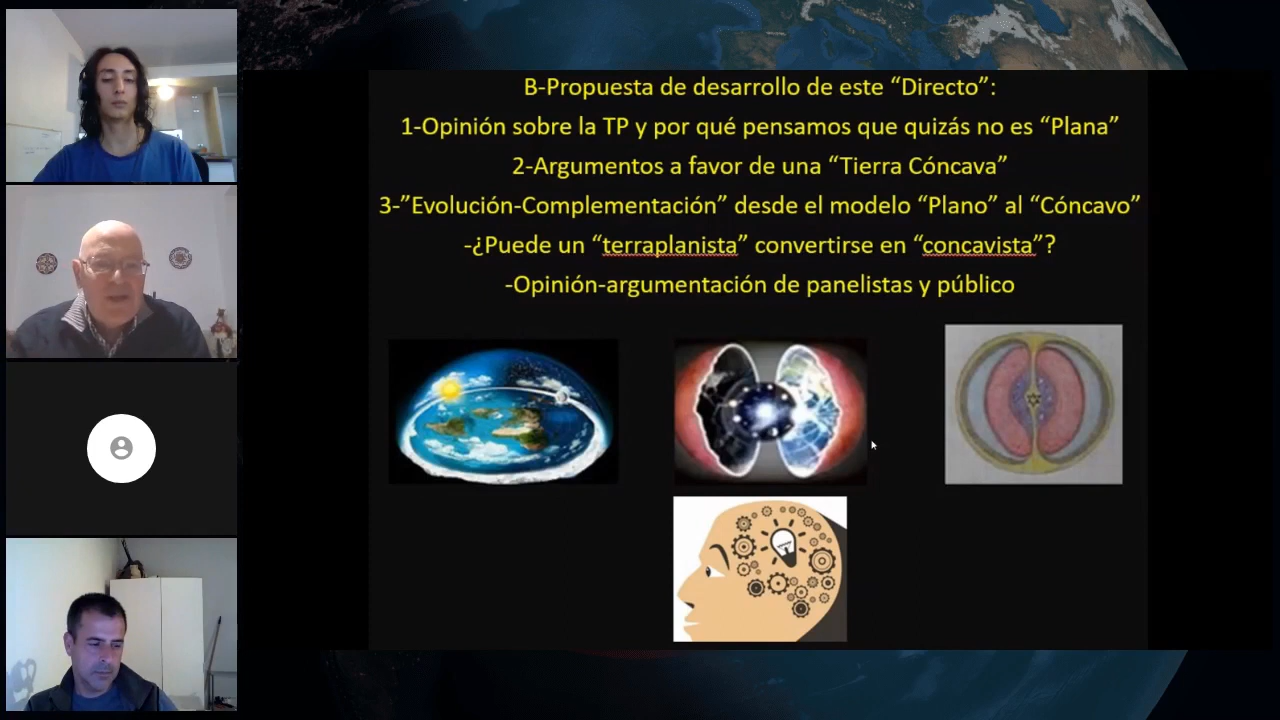 B-Propuesta de desarrollo de este “Directo”:
1-Opinión sobre la TP y por qué pensamos que quizás no es “Plana”
2-Argumentos a favor de una “Tierra Cóncava”
3-”Evolución-Complementación” desde el modelo “Plano” al “Cóncavo”
-¿Puede un “terraplanista” convertirse en “concavista”?
-Opinión-argumentación de panelistas y público